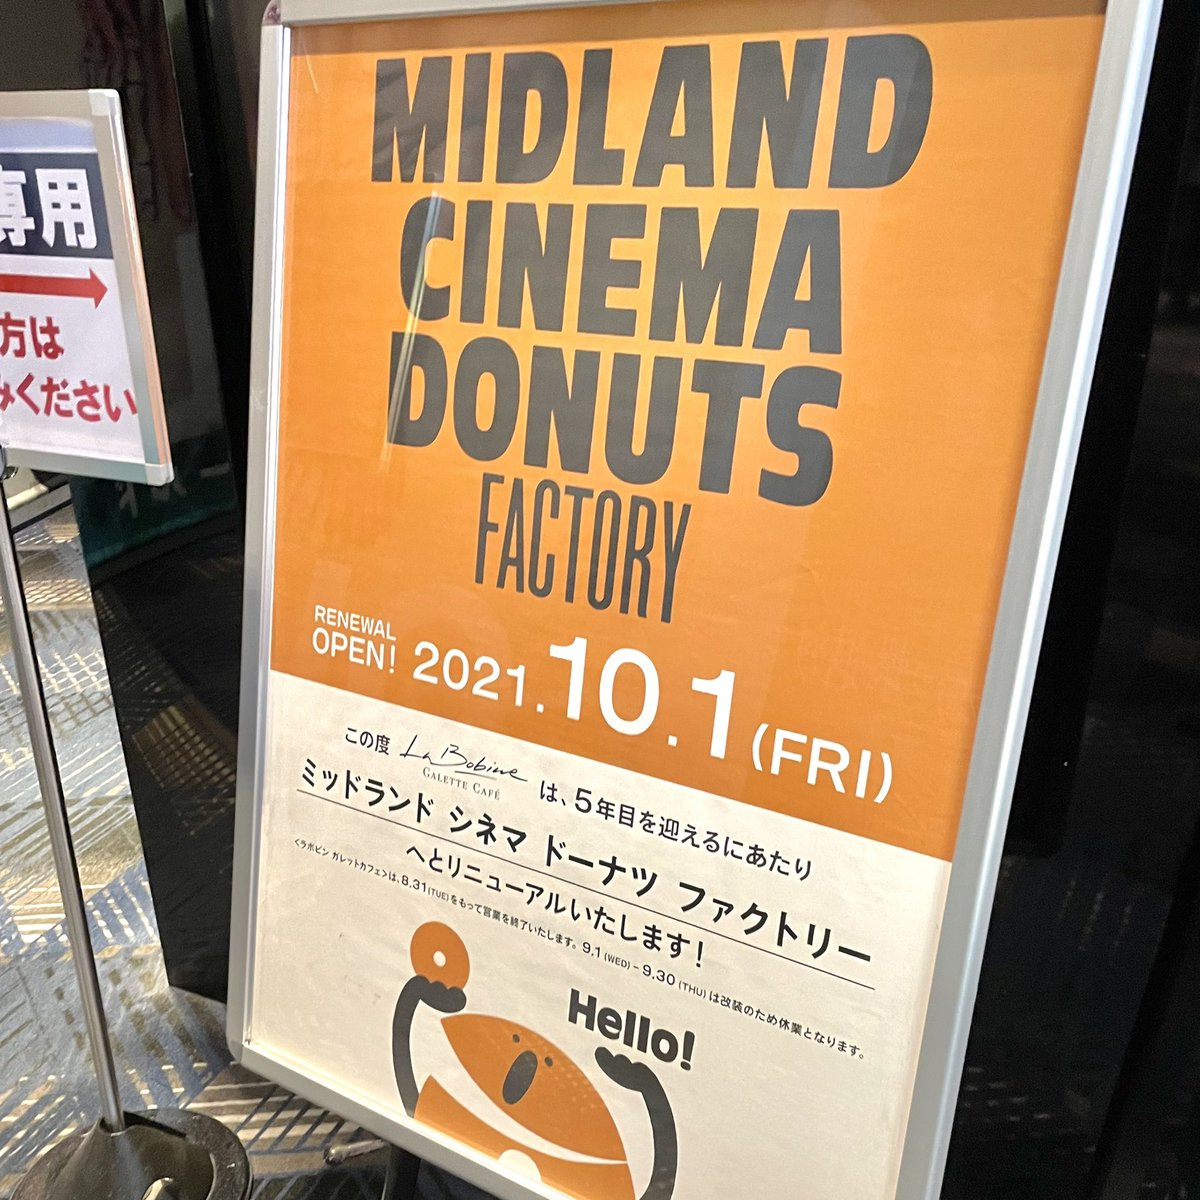 専用
方は
みください
MIDLAND
CINEMA
DONUTS
FACTORY
RENEWAL
OPEN! 2021.10.1(FRI)
この度 La Bobine GALETTE CAFÉ は、5年目を迎えるにあたり
ミッドランド シネマ ドーナツ ファクトリー
へとリニューアルいたします!
<ラボビン ガレットカフェ>は、8.31(TUE)をもって営業を終了いたします。9.1(WED)-9.30(THU)は改装のため休業となります。
Hello!